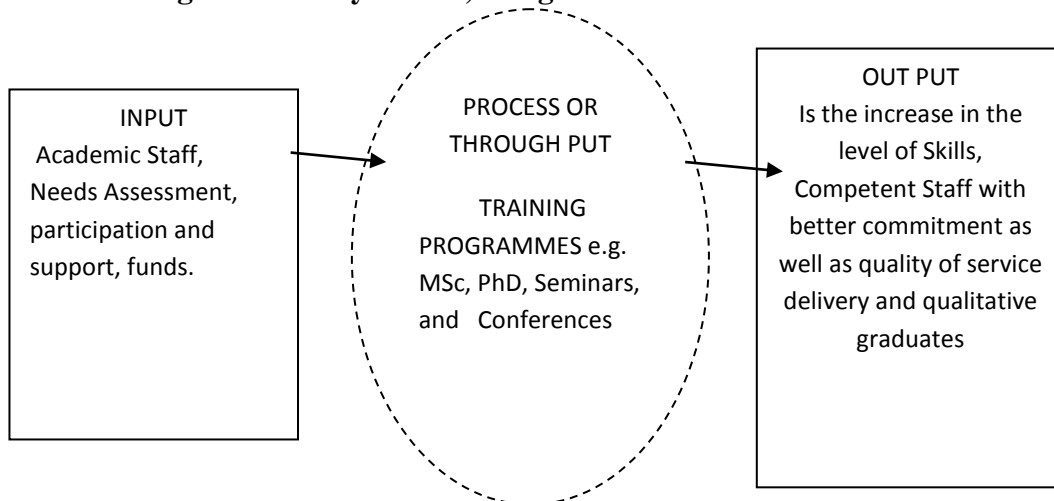 INPUT
Academic Staff,
Needs Assessment,
participation and
support, funds.
PROCESS OR
THROUGH PUT
TRAINING
PROGRAMMES e.g.
MSc, PhD, Seminars,
and Conferences
OUT PUT
Is the increase in the
level of Skills,
Competent Staff with
better commitment as
well as quality of service
delivery and qualitative
graduates